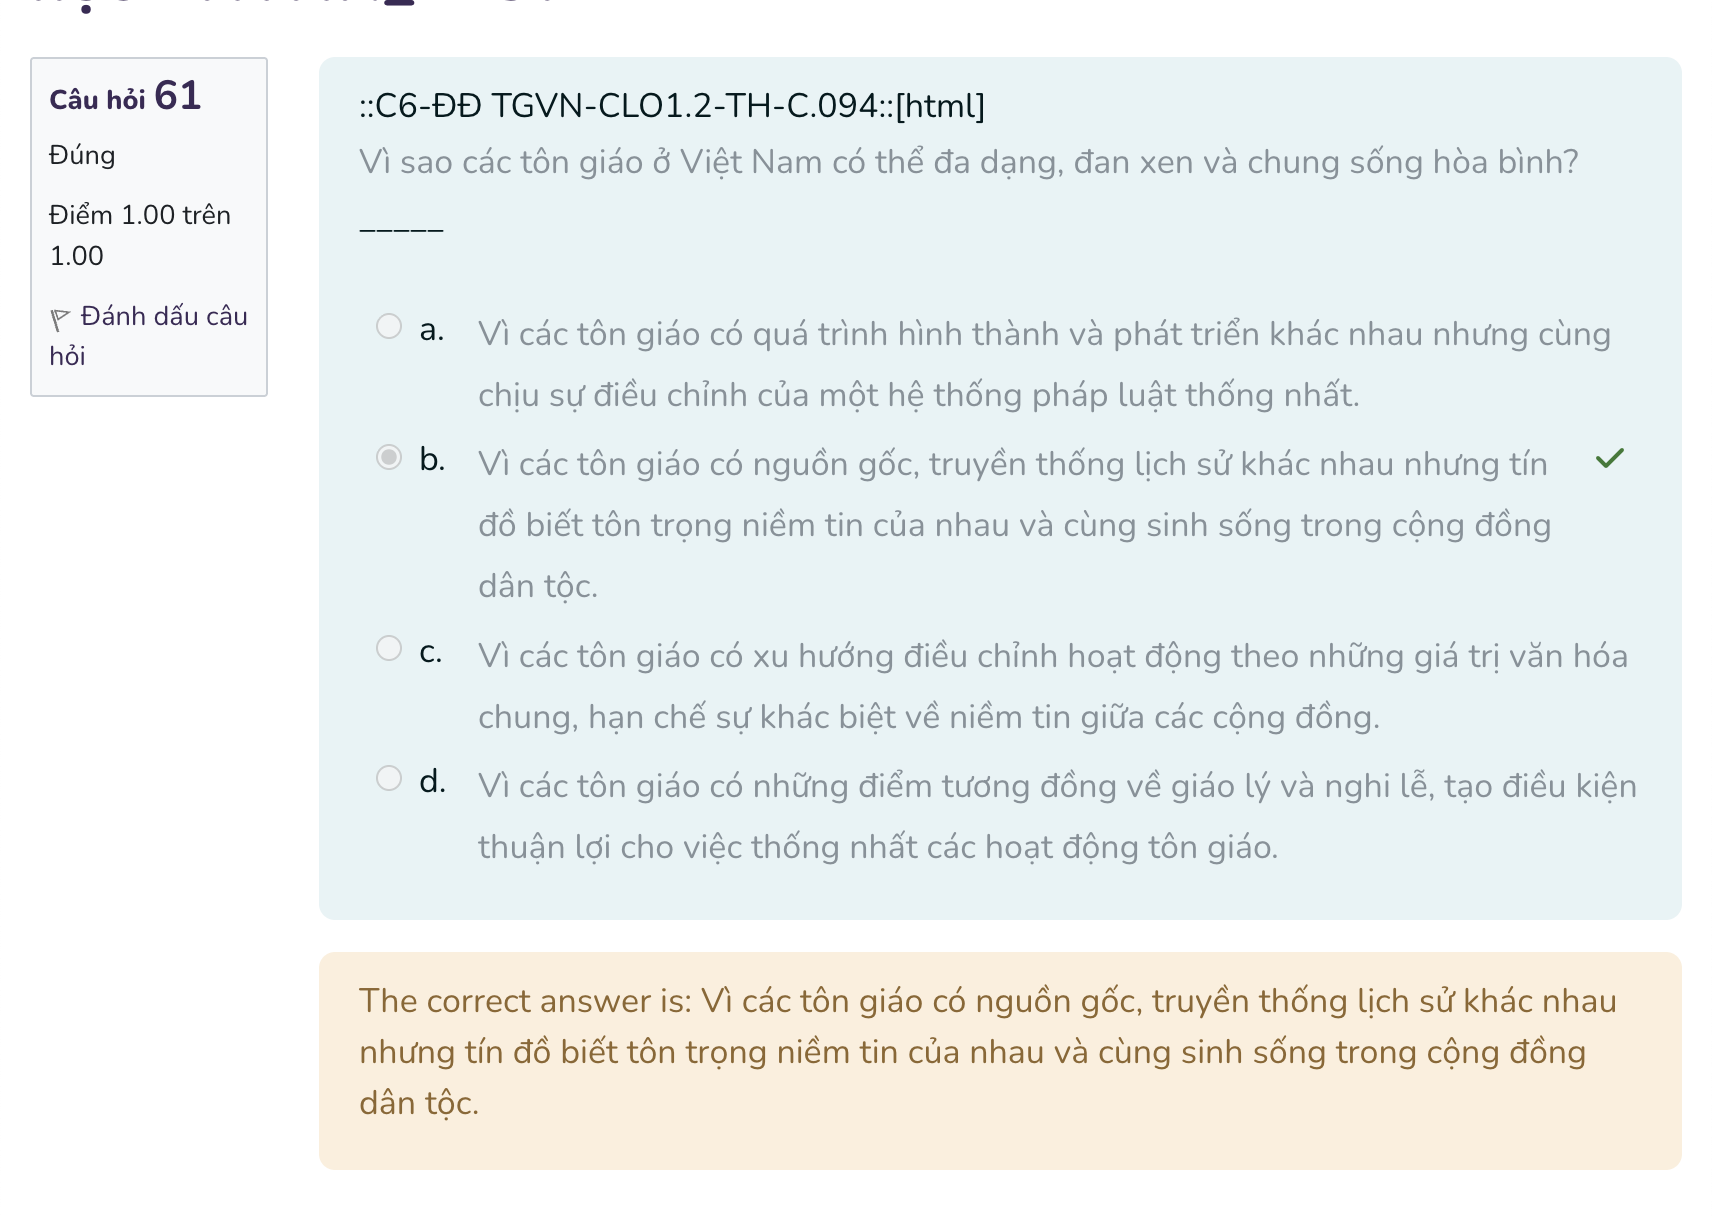 Câu hỏi 61
Đúng
Điểm 1.00 trên
1.00
Đánh dấu câu
hỏi
::C6-ĐĐ TGVN-CLO1.2-TH-C.094::[html]
Vì sao các tôn giáo ở Việt Nam có thể đa dạng, đan xen và chung sống hòa bình?
_____
a. Vì các tôn giáo có quá trình hình thành và phát triển khác nhau nhưng cùng
chịu sự điều chỉnh của một hệ thống pháp luật thống nhất.
b. Vì các tôn giáo có nguồn gốc, truyền thống lịch sử khác nhau nhưng tín
đồ biết tôn trọng niềm tin của nhau và cùng sinh sống trong cộng đồng
dân tộc.
c. Vì các tôn giáo có xu hướng điều chỉnh hoạt động theo những giá trị văn hóa
chung, hạn chế sự khác biệt về niềm tin giữa các cộng đồng.
d. Vì các tôn giáo có những điểm tương đồng về giáo lý và nghi lễ, tạo điều kiện
thuận lợi cho việc thống nhất các hoạt động tôn giáo.
The correct answer is: Vì các tôn giáo có nguồn gốc, truyền thống lịch sử khác nhau
nhưng tín đồ biết tôn trọng niềm tin của nhau và cùng sinh sống trong cộng đồng
dân tộc.